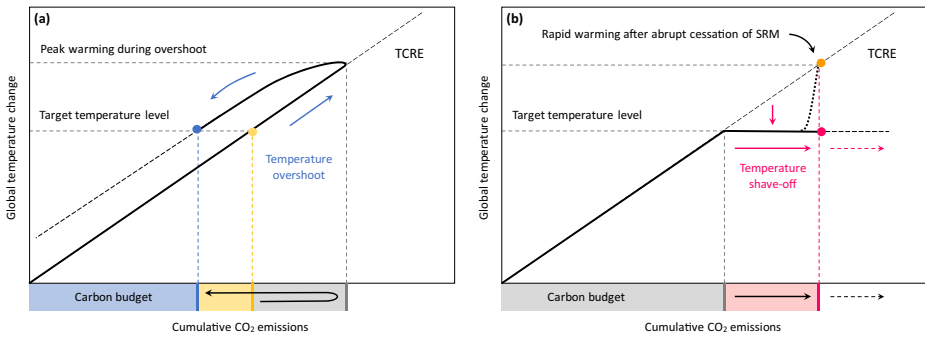 (a)
Peak warming during overshoot
TCRE
Target temperature level
Temperature
overshoot
Global temperature change
Carbon budget
Cumulative CO₂ emissions
(b)
Rapid warming after abrupt cessation of SRM
TCRE
Target temperature level
Temperature
shave-off
Global temperature change
Carbon budget
Cumulative CO₂ emissions